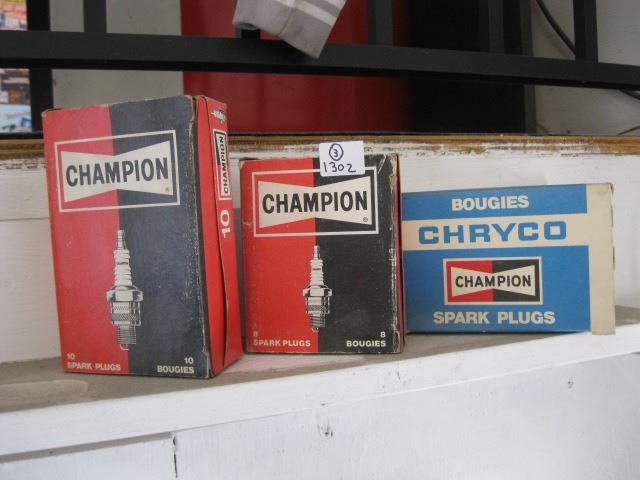 CHAMPION
10 10
SPARK PLUGS BOUGIES
CHAMPION
10
3
1302
CHAMPION
8 8
SPARK PLUGS BOUGIES
BOUGIES
CHRYCO
CHAMPION
SPARK PLUGS